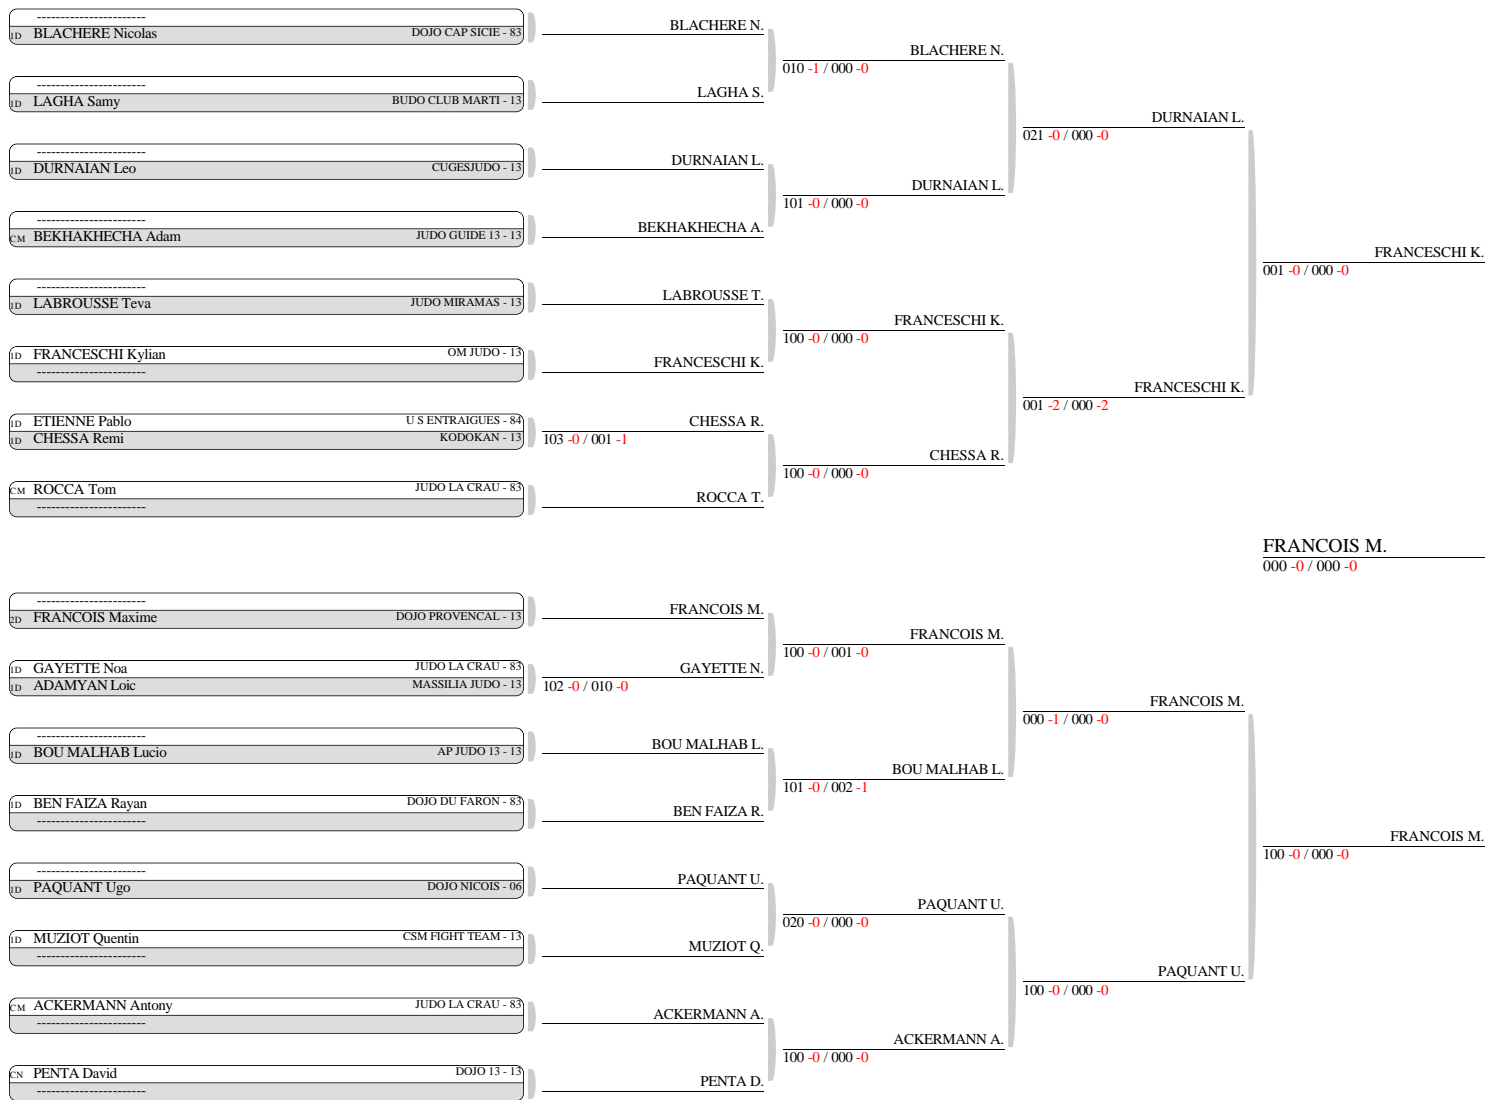 -----------------------
1D BLACHERE Nicolas DOJO CAP SICIE - 83
-----------------------
1D LAGHA Samy BUDO CLUB MARTI - 13
-----------------------
1D DURNAIAN Leo CUGESJUDO - 13
-----------------------
CM BEKHAKHECHA Adam JUDO GUIDE 13 - 13
-----------------------
1D LABROUSSE Teva JUDO MIRAMAS - 13
1D FRANCESCHI Kylian OM JUDO - 13
-----------------------
1D ETIENNE Pablo U S ENTRAIGUES - 84
1D CHESSA Remi KODOKAN - 13
CM ROCCA Tom JUDO LA CRAU - 83
-----------------------
-----------------------
2D FRANCOIS Maxime DOJO PROVENCAL - 13
1D GAYETTE Noa JUDO LA CRAU - 83
1D ADAMYAN Loic MASSILIA JUDO - 13
-----------------------
1D BOU MALHAB Lucio AP JUDO 13 - 13
1D BEN FAIZA Rayan DOJO DU FARON - 83
-----------------------
-----------------------
1D PAQUANT Ugo DOJO NICOIS - 06
1D MUZIOT Quentin CSM FIGHT TEAM - 13
-----------------------
CM ACKERMANN Antony JUDO LA CRAU - 83
-----------------------
CN PENTA David DOJO 13 - 13
-----------------------
BLACHERE N.
LAGHA S.
DURNAIAN L.
BEKHAKHECHA A.
LABROUSSE T.
FRANCESCHI K.
CHESSA R.
103 -0 / 001 -1
ROCCA T.
FRANCOIS M.
GAYETTE N.
102 -0 / 010 -0
BOU MALHAB L.
BEN FAIZA R.
PAQUANT U.
MUZIOT Q.
ACKERMANN A.
PENTA D.
BLACHERE N.
010 -1 / 000 -0
DURNAIAN L.
101 -0 / 000 -0
FRANCESCHI K.
100 -0 / 000 -0
CHESSA R.
100 -0 / 000 -0
FRANCOIS M.
100 -0 / 001 -0
BOU MALHAB L.
101 -0 / 002 -1
PAQUANT U.
020 -0 / 000 -0
ACKERMANN A.
100 -0 / 000 -0
DURNAIAN L.
021 -0 / 000 -0
FRANCESCHI K.
001 -2 / 000 -2
FRANCOIS M.
000 -1 / 000 -0
PAQUANT U.
100 -0 / 000 -0
FRANCESCHI K.
001 -0 / 000 -0
FRANCOIS M.
000 -0 / 000 -0
FRANCOIS M.
100 -0 / 000 -0